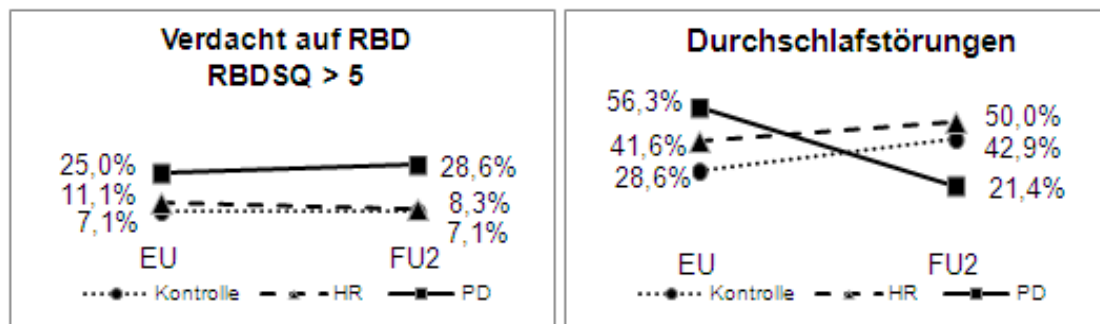 Verdacht auf RBD
RBDSQ > 5
25,0%
28,6%
11,1%
8,3%
7,1%
7,1%
EU
FU2
Kontrolle
HR
PD
Durchschlafstörungen
56,3%
50,0%
41,6%
42,9%
28,6%
21,4%
EU
FU2
Kontrolle
HR
PD